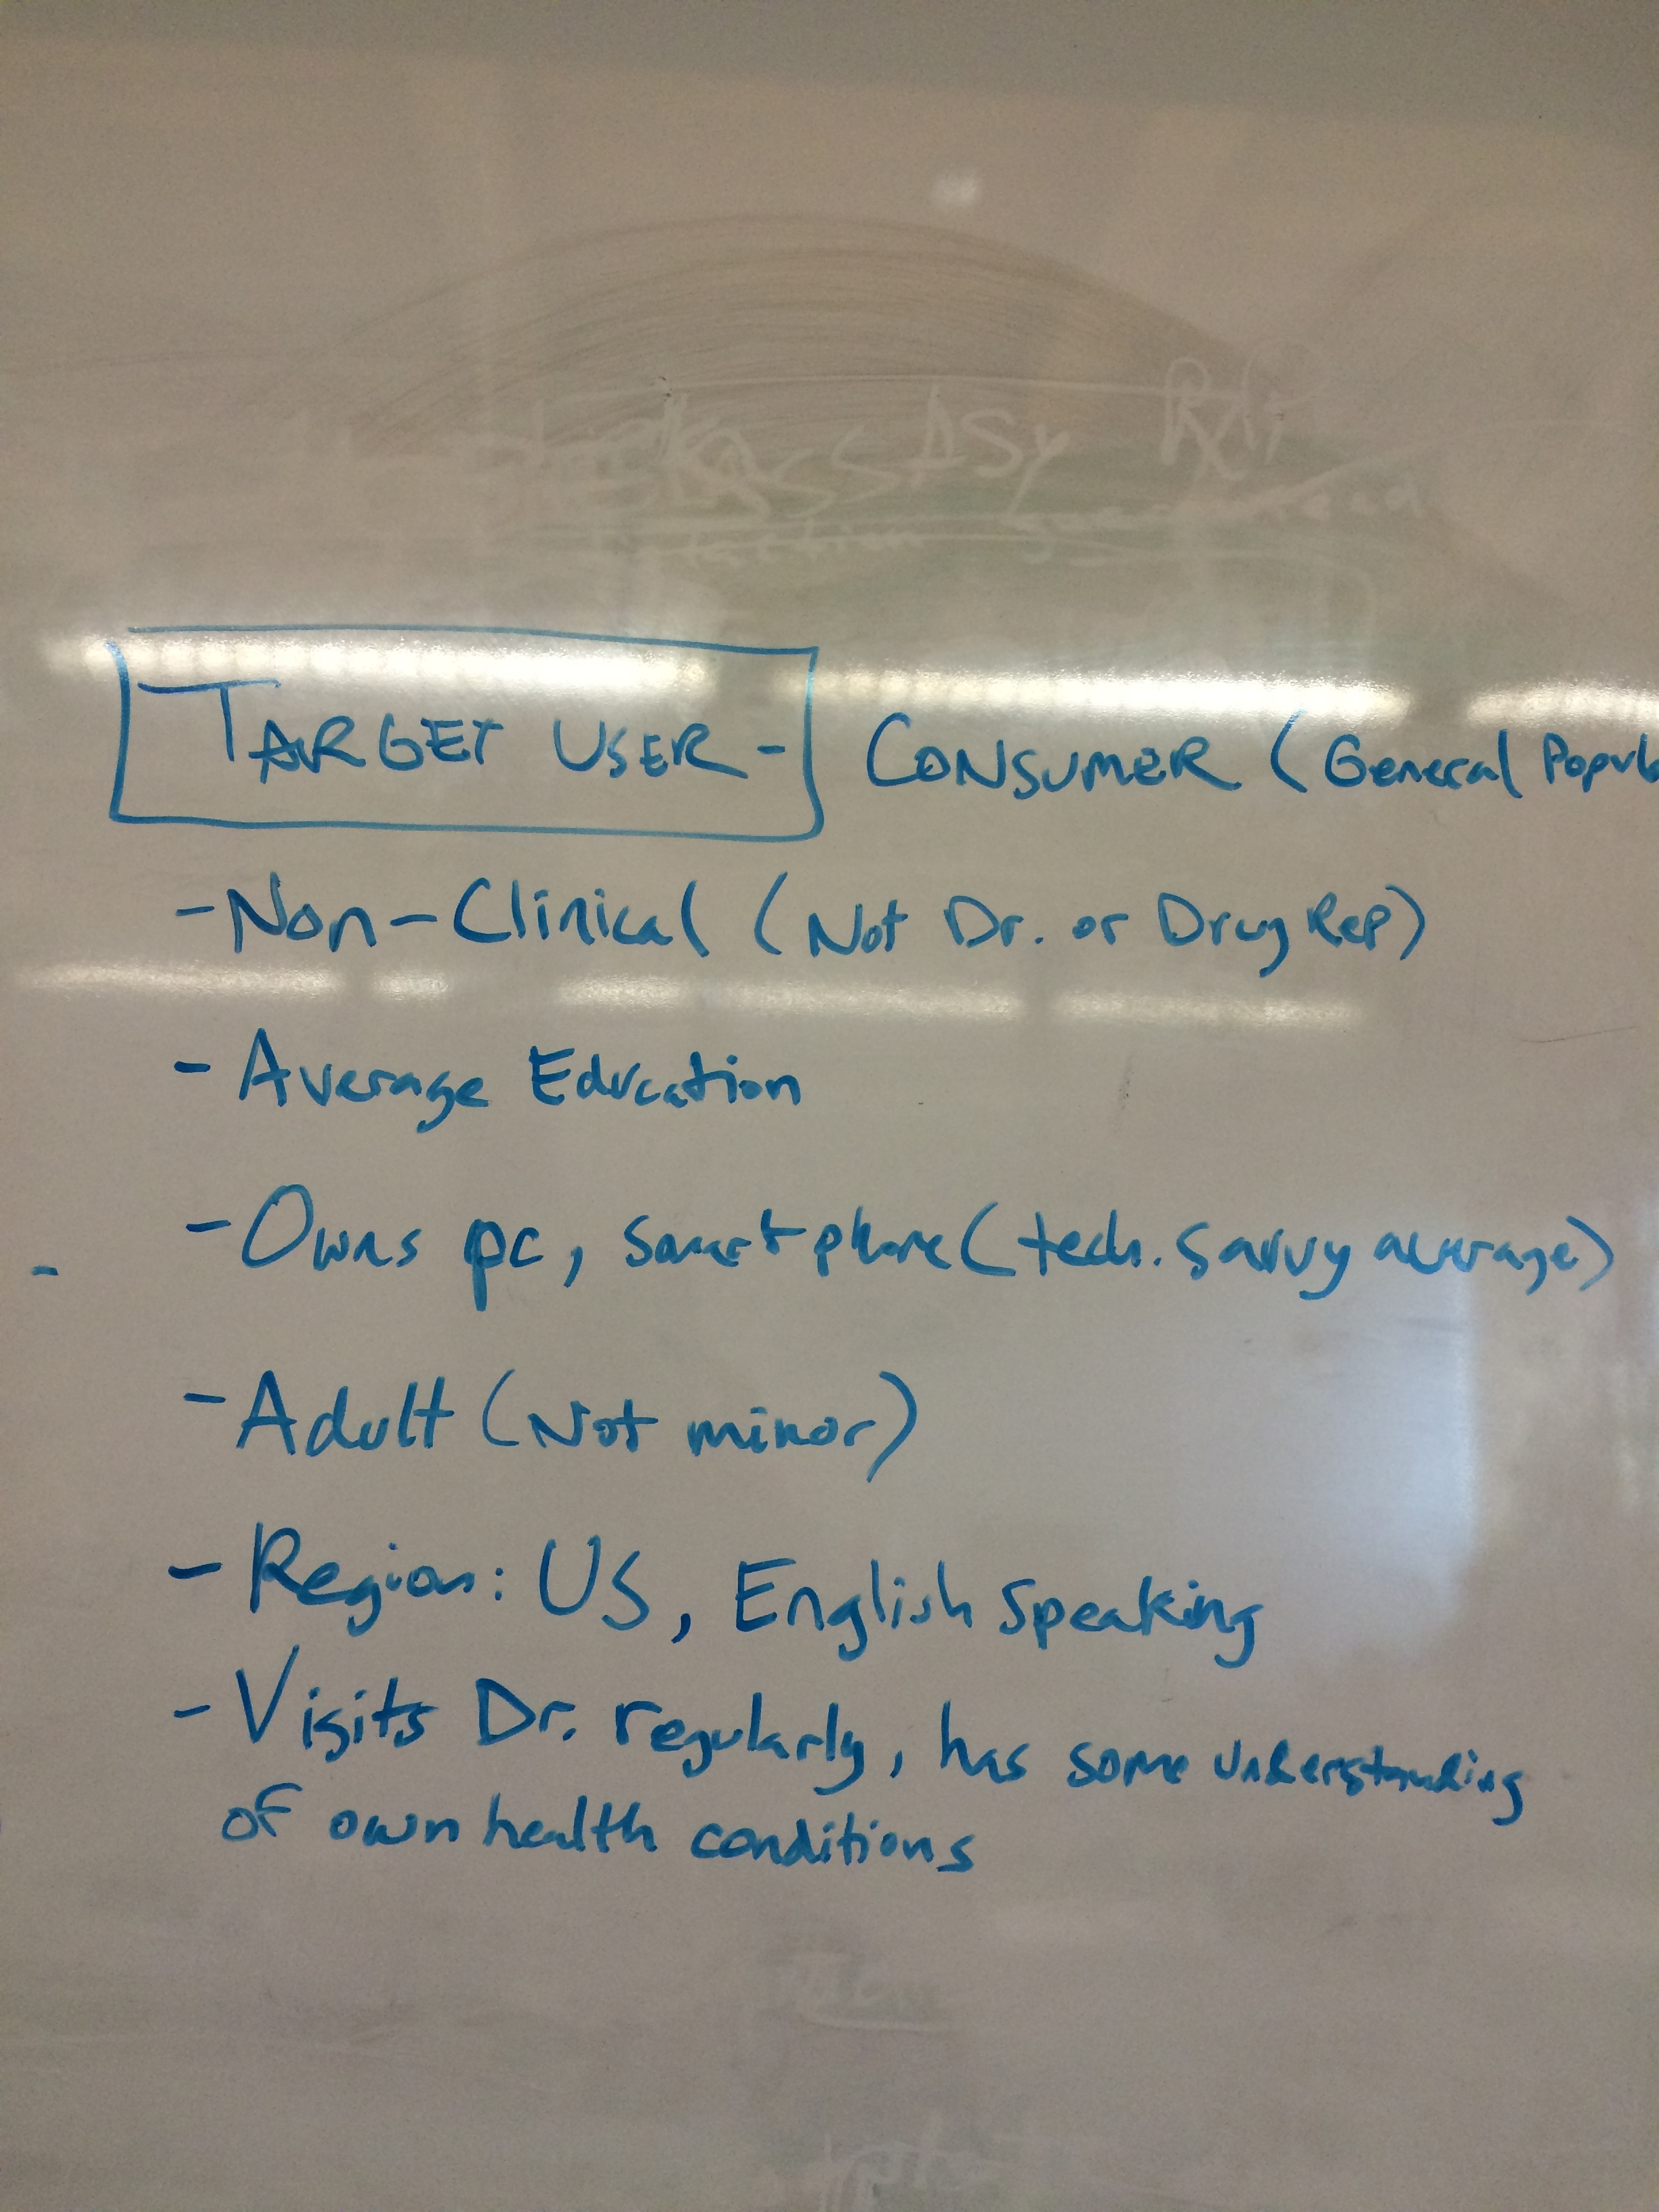 TARGET USER - CONSUMER (General Popul
- Non-Clinical (Not Dr. or Drug Rep)
- Average Education
- Owns pc, smart phone (tech. savvy average)
- Adult (Not minor)
- Region: US, English speaking
- Visits Dr. regularly, has some understanding
of own health conditions